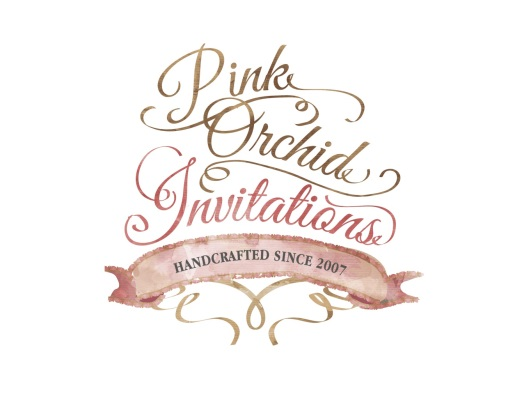 Pink
Orchid
Invitations
HANDCRAFTED SINCE 2007